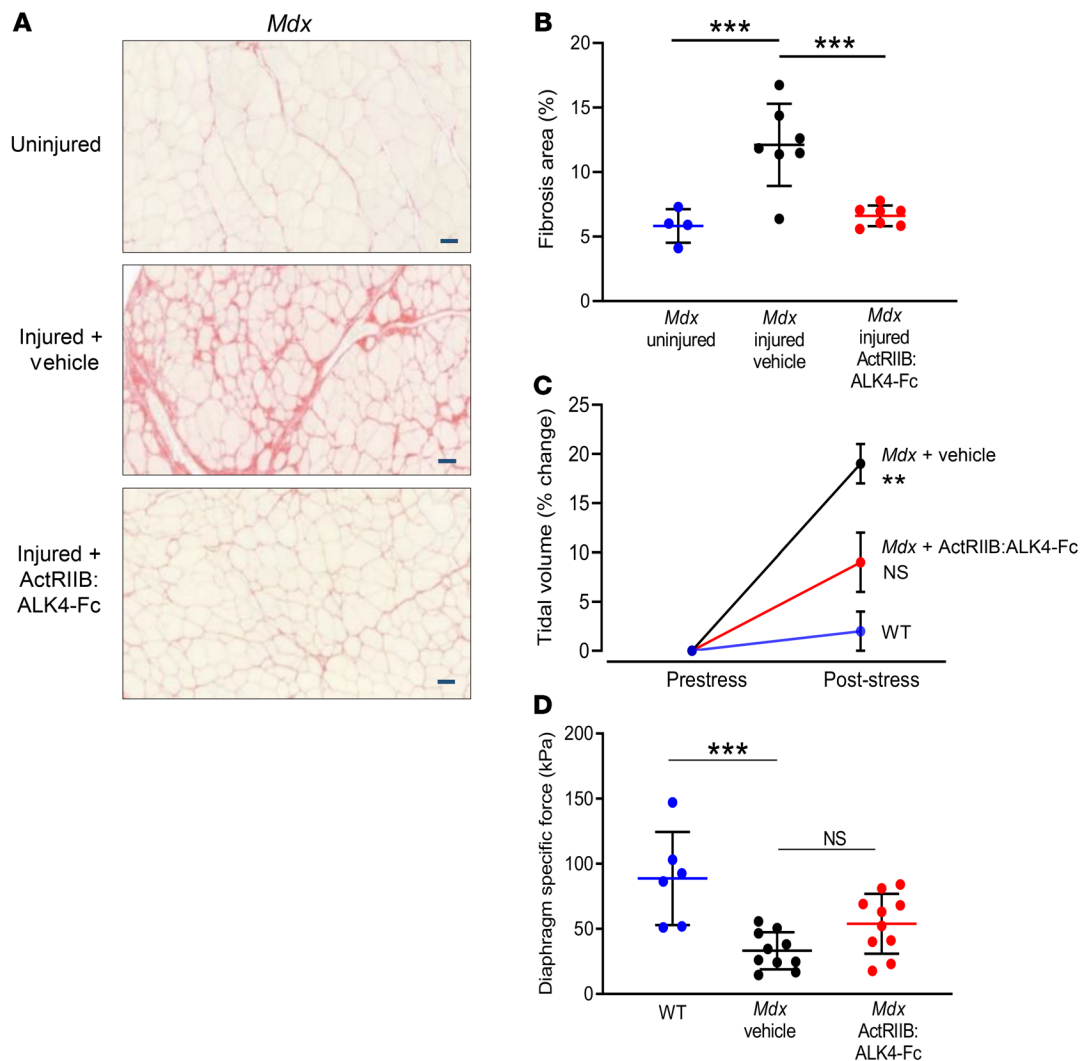 A
Mdx
Uninjured
Injured +
vehicle
Injured +
ActRIIB:
ALK4-Fc
B
***
***
Fibrosis area (%)
20
15
10
5
0
Mdx
uninjured
Mdx
injured
vehicle
Mdx
injured
ActRIIB:
ALK4-Fc
C
Tidal volume (% change)
25
20
15
10
5
0
Mdx + vehicle
**
Mdx + ActRIIB:ALK4-Fc
NS
WT
Prestress
Post-stress
D
Diaphragm specific force (kPa)
200
150
100
50
0
***
NS
WT
Mdx
vehicle
Mdx
ActRIIB:
ALK4-Fc